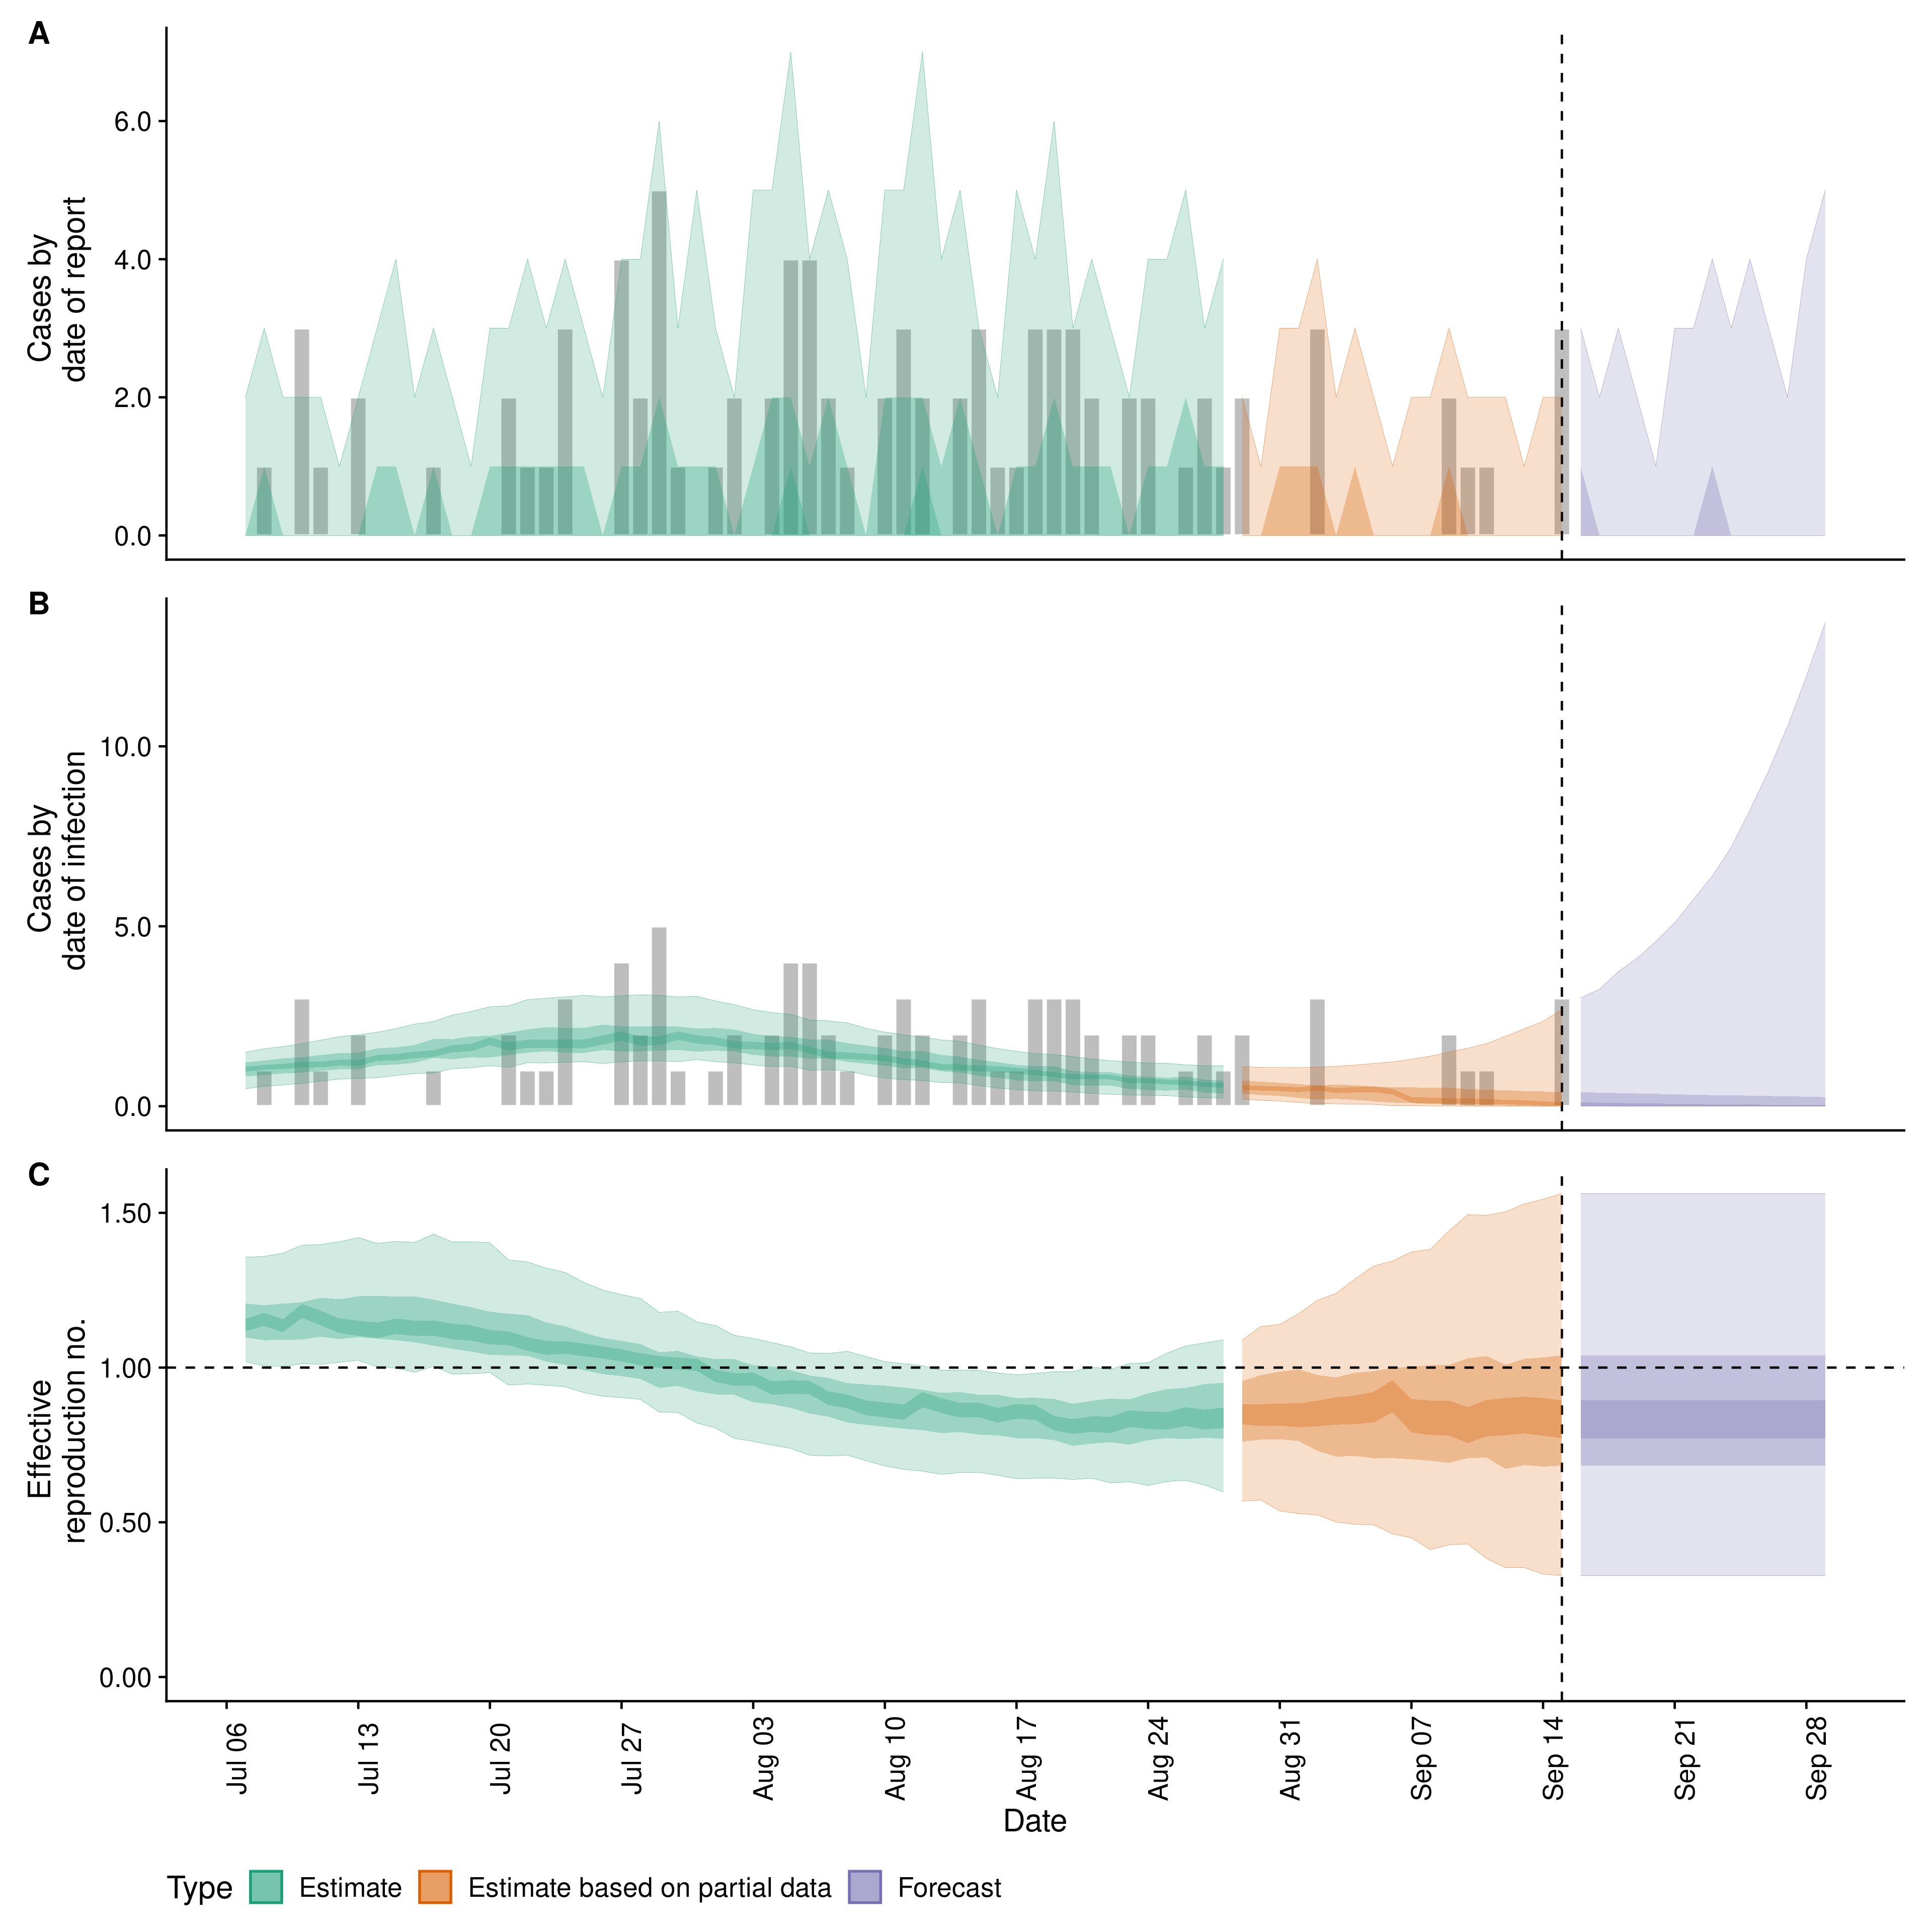 A
Cases by
date of report
6.0
4.0
2.0
0.0
B
Cases by
date of infection
10.0
5.0
0.0
C
Effective
reproduction no.
1.50
1.00
0.50
0.00
Jul 06
Jul 13
Jul 20
Jul 27
Aug 03
Aug 10
Aug 17
Aug 24
Aug 31
Sep 07
Sep 14
Sep 21
Sep 28
Date
Type Estimate Estimate based on partial data Forecast